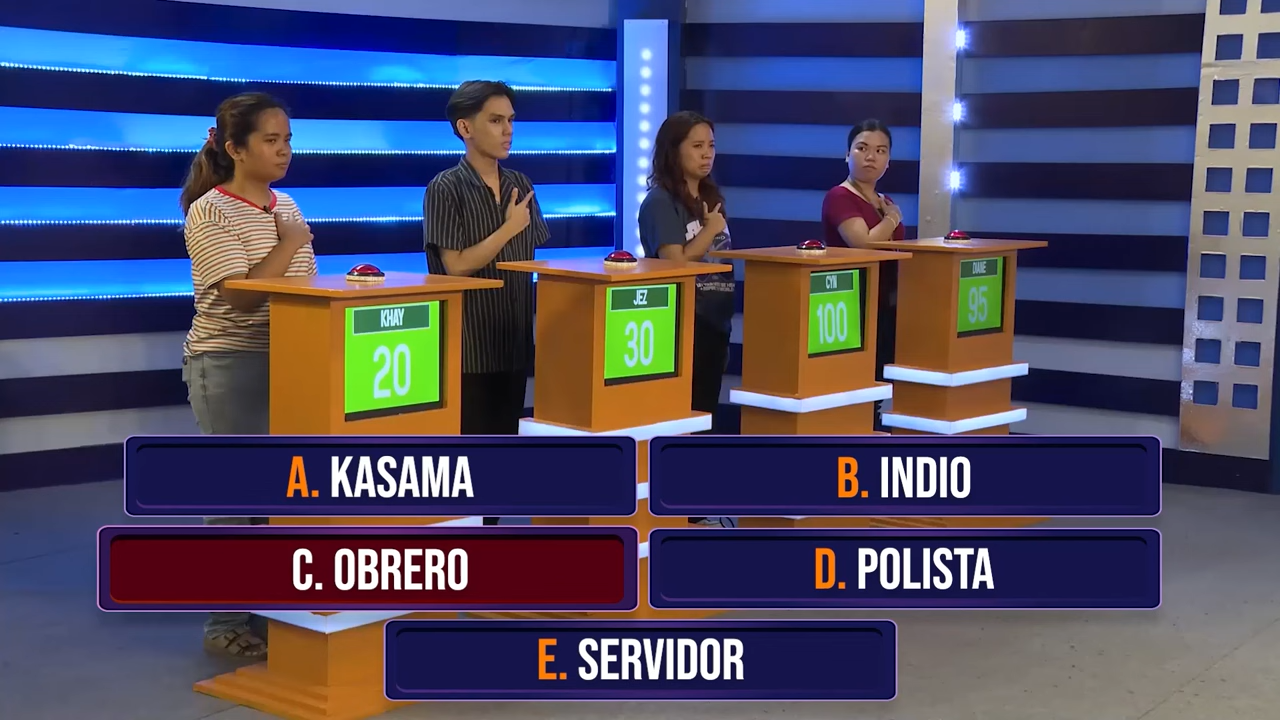 KHAY
20
JEZ
30
CYN
100
DIANE
95
A. KASAMA
B. INDIO
C. OBRERO
D. POLISTA
E. SERVIDOR